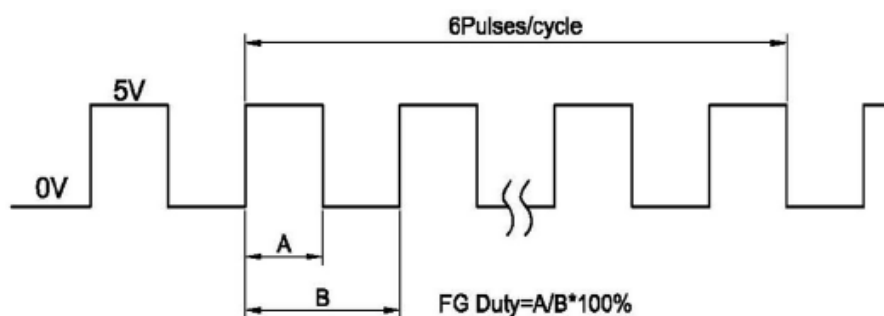 6Pulses/cycle
5V
0V
A
B
FG Duty=A/B*100%